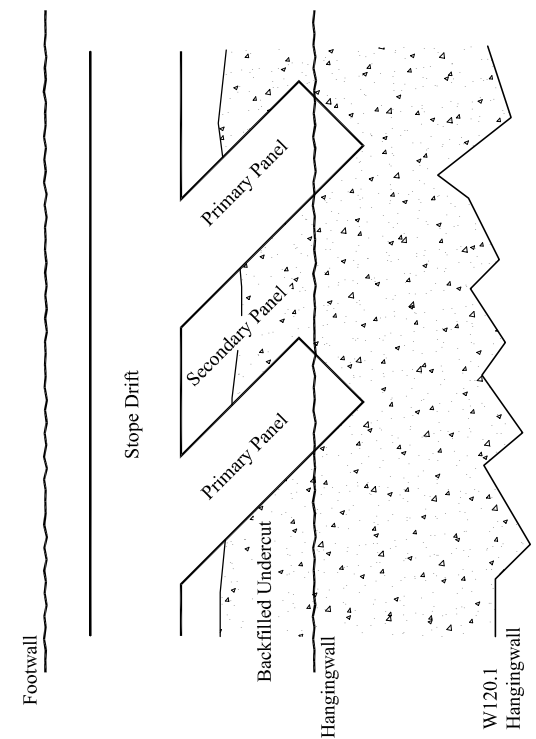 Footwall
Stope Drift
Primary Panel
Secondary Panel
Primary Panel
Backfilled Undercut
Hangingwall
W120.1
Hangingwall